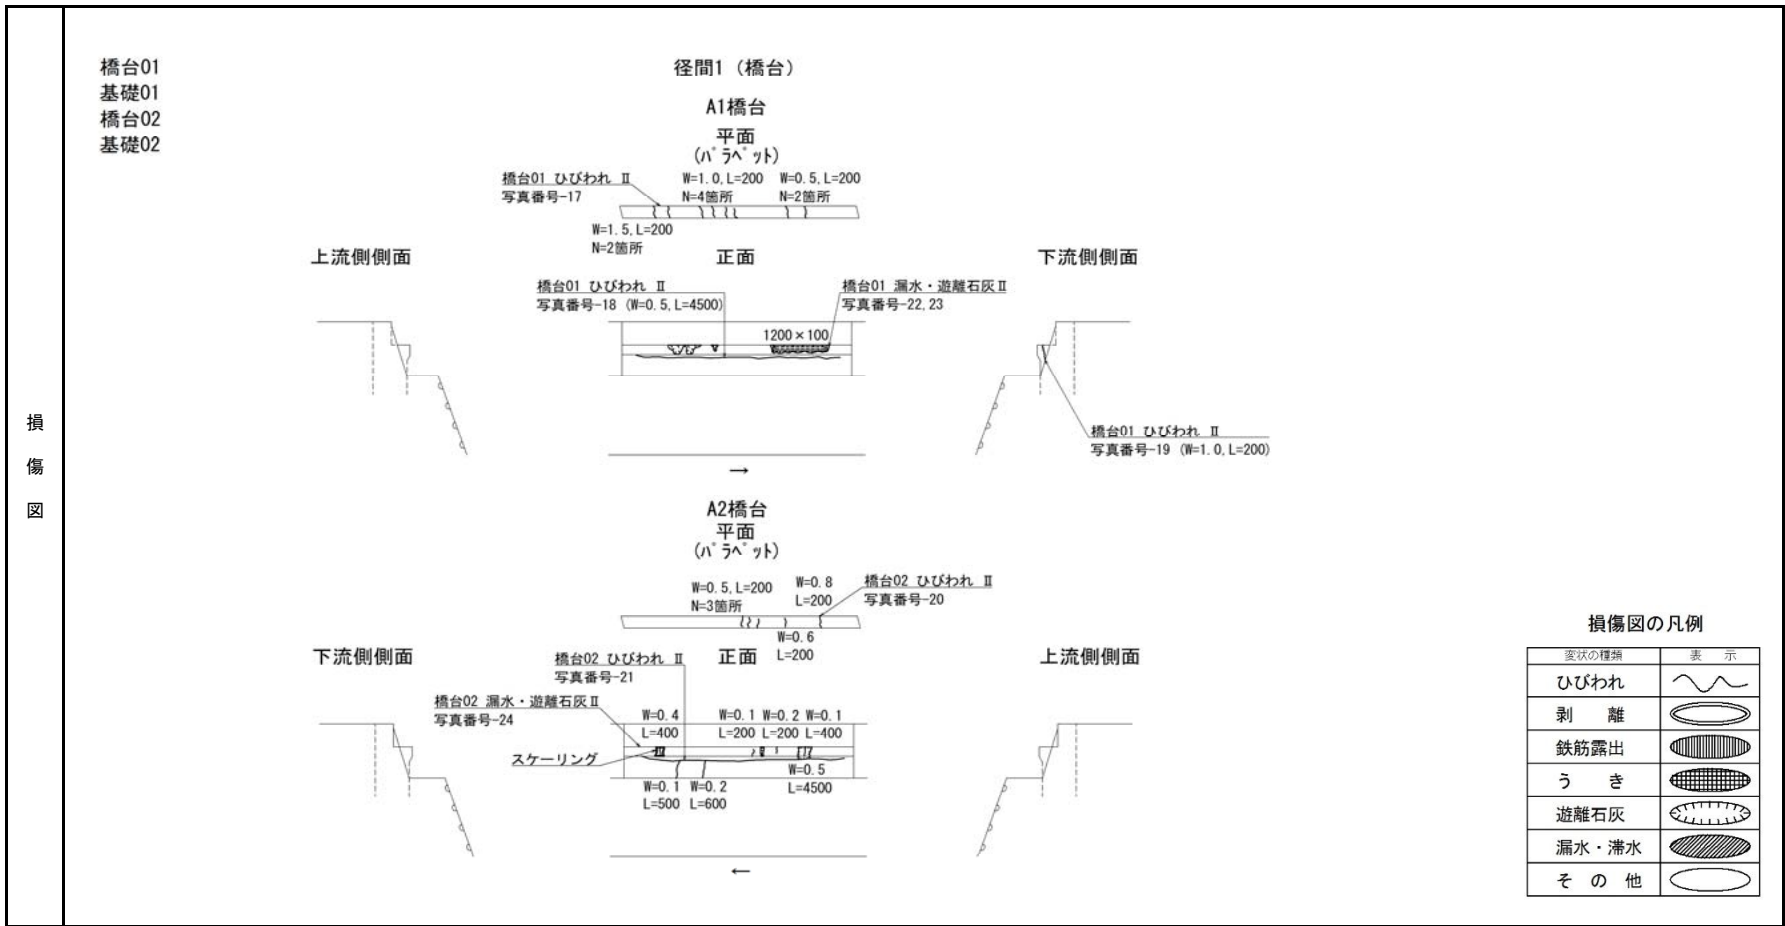 損
傷
図
橋台01
基礎01
橋台02
基礎02
径間1（橋台）
A1橋台
平面
(ﾊﾟﾗﾍﾟｯﾄ)
橋台01 ひびわれ Ⅱ
写真番号-17
W=1.0,L=200
N=4箇所
W=0.5,L=200
N=2箇所
W=1.5,L=200
N=2箇所
上流側側面
正面
下流側側面
橋台01 ひびわれ Ⅱ
写真番号-18 (W=0.5,L=4500)
橋台01 漏水・遊離石灰Ⅱ
写真番号-22,23
1200×100
橋台01 ひびわれ Ⅱ
写真番号-19 (W=1.0,L=200)
→
A2橋台
平面
(ﾊﾟﾗﾍﾟｯﾄ)
W=0.5,L=200
N=3箇所
W=0.8
L=200
橋台02 ひびわれ Ⅱ
写真番号-20
W=0.6
L=200
下流側側面
正面
上流側側面
橋台02 ひびわれ Ⅱ
写真番号-21
橋台02 漏水・遊離石灰Ⅱ
写真番号-24
スケーリング
W=0.4
L=400
W=0.1 W=0.2 W=0.1
L=200 L=200 L=400
W=0.5
L=4500
W=0.1 W=0.2
L=500 L=600
←
損傷図の凡例
変状の種類 表 示
ひびわれ
剥 離
鉄筋露出
う き
遊離石灰
漏水・滞水
そ の 他